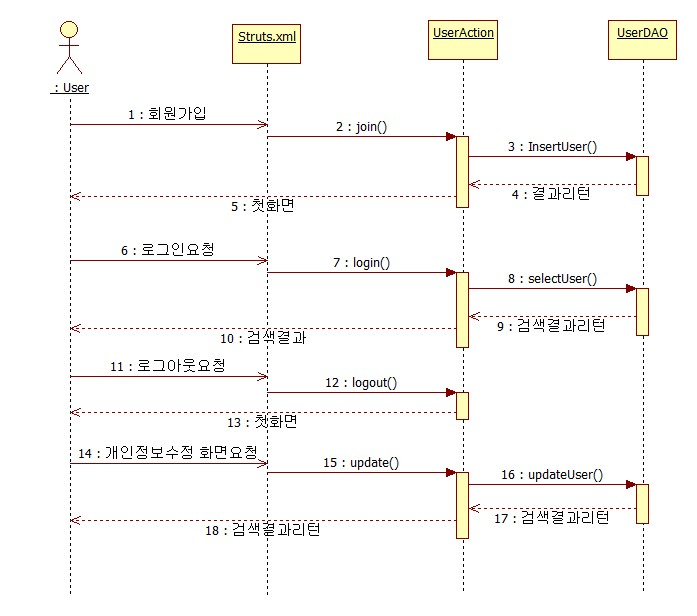 Struts.xml
UserAction
UserDAO
: User
1 : 회원가입
2 : join()
3 : InsertUser()
4 : 결과리턴
5 : 첫화면
6 : 로그인요청
7 : login()
8 : selectUser()
9 : 검색결과리턴
10 : 검색결과
11 : 로그아웃요청
12 : logout()
13 : 첫화면
14 : 개인정보수정 화면요청
15 : update()
16 : updateUser()
17 : 검색결과리턴
18 : 검색결과리턴